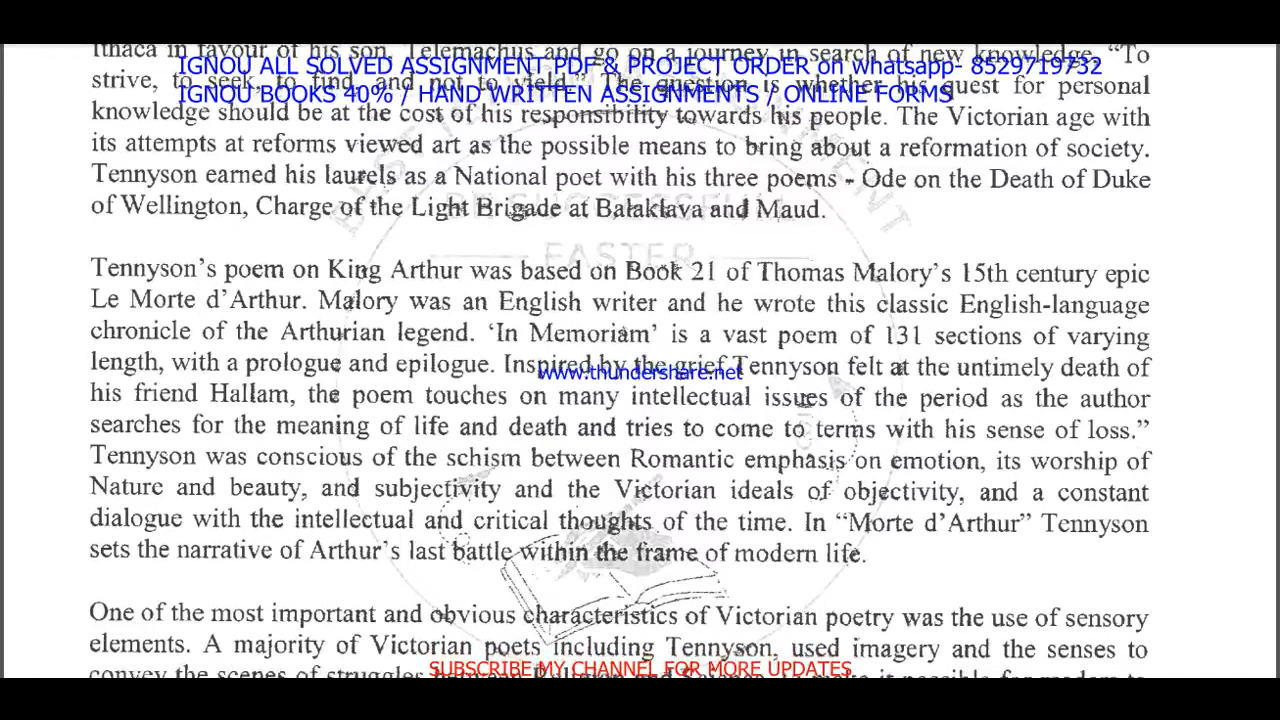 Ithaca in favour of his son, Telemachus and go on a journey in search of new knowledge. “To
IGNOU ALL SOLVED ASSIGNMENT PDF & PROJECT ORDER on whatsapp- 8529719732
strive, to seek, to find, and not to yield.” The question is whether his quest for personal
IGNOU BOOKS 40% / HAND WRITTEN ASSIGNMENTS / ONLINE FORMS
knowledge should be at the cost of his responsibility towards his people. The Victorian age with
its attempts at reforms viewed art as the possible means to bring about a reformation of society.
Tennyson earned his laurels as a National poet with his three poems - Ode on the Death of Duke
of Wellington, Charge of the Light Brigade at Balaklava and Maud.
Tennyson’s poem on King Arthur was based on Book 21 of Thomas Malory’s 15th century epic
Le Morte d’Arthur. Malory was an English writer and he wrote this classic English-language
chronicle of the Arthurian legend. ‘In Memoriam’ is a vast poem of 131 sections of varying
length, with a prologue and epilogue. Inspired by the grief Tennyson felt at the untimely death of
www.thundershare.net
his friend Hallam, the poem touches on many intellectual issues of the period as the author
searches for the meaning of life and death and tries to come to terms with his sense of loss.”
Tennyson was conscious of the schism between Romantic emphasis on emotion, its worship of
Nature and beauty, and subjectivity and the Victorian ideals of objectivity, and a constant
dialogue with the intellectual and critical thoughts of the time. In “Morte d’Arthur” Tennyson
sets the narrative of Arthur’s last battle within the frame of modern life.
One of the most important and obvious characteristics of Victorian poetry was the use of sensory
elements. A majority of Victorian poets including Tennyson, used imagery and the senses to
convey the scenes of struggles between Religion and
SUBSCRIBE MY CHANNEL FOR MORE UPDATES